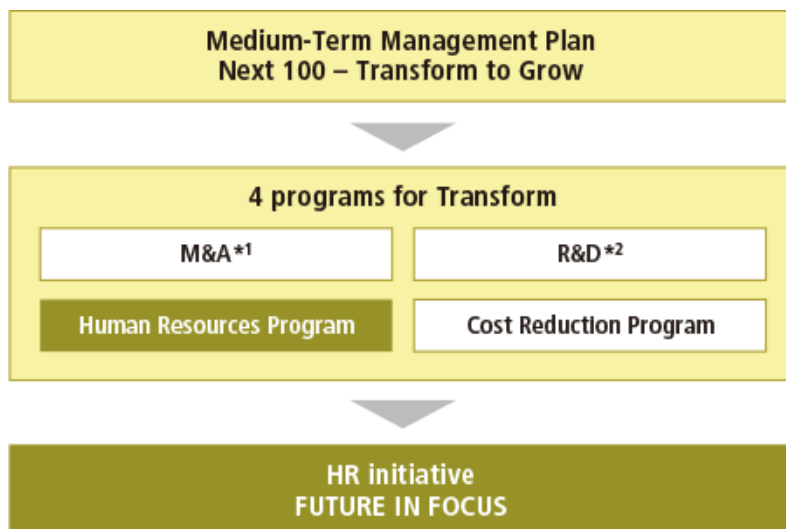 Medium-Term Management Plan
Next 100 – Transform to Grow
4 programs for Transform
M&A*1
R&D*2
Human Resources Program
Cost Reduction Program
HR initiative
FUTURE IN FOCUS